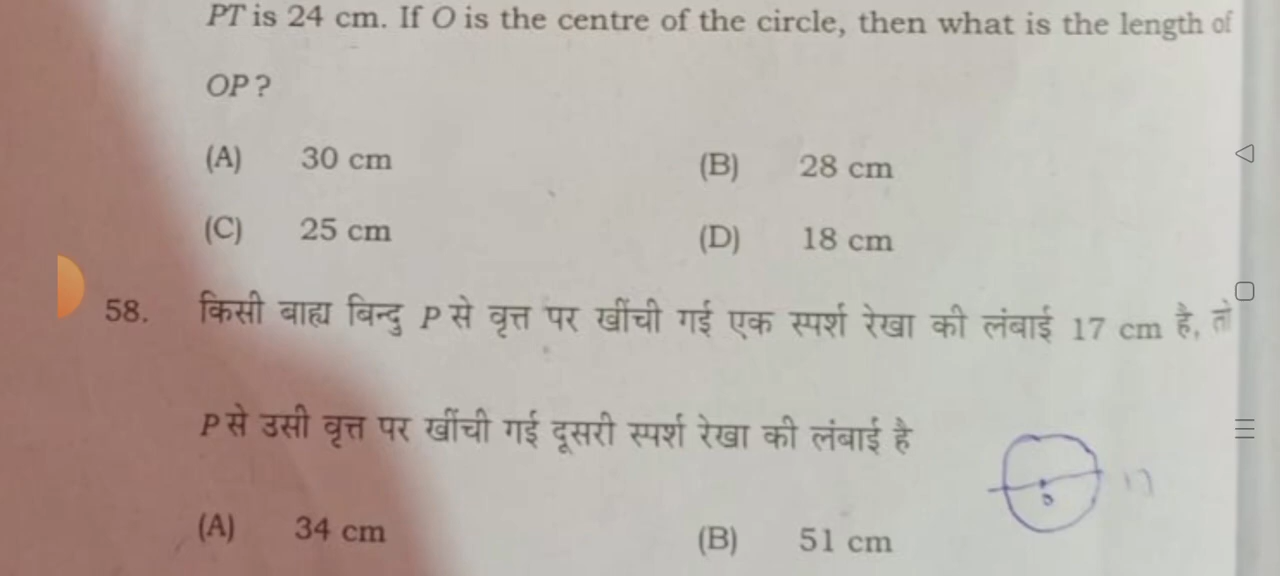 PT is 24 cm. If O is the centre of the circle, then what is the length of
OP?
(A) 30 cm (B) 28 cm
(C) 25 cm (D) 18 cm
58. किसी बाह्य बिन्दु P से वृत्त पर खींची गई एक स्पर्श रेखा की लंबाई 17 cm है, तो
P से उसी वृत्त पर खींची गई दूसरी स्पर्श रेखा की लंबाई है
17
(A) 34 cm (B) 51 cm